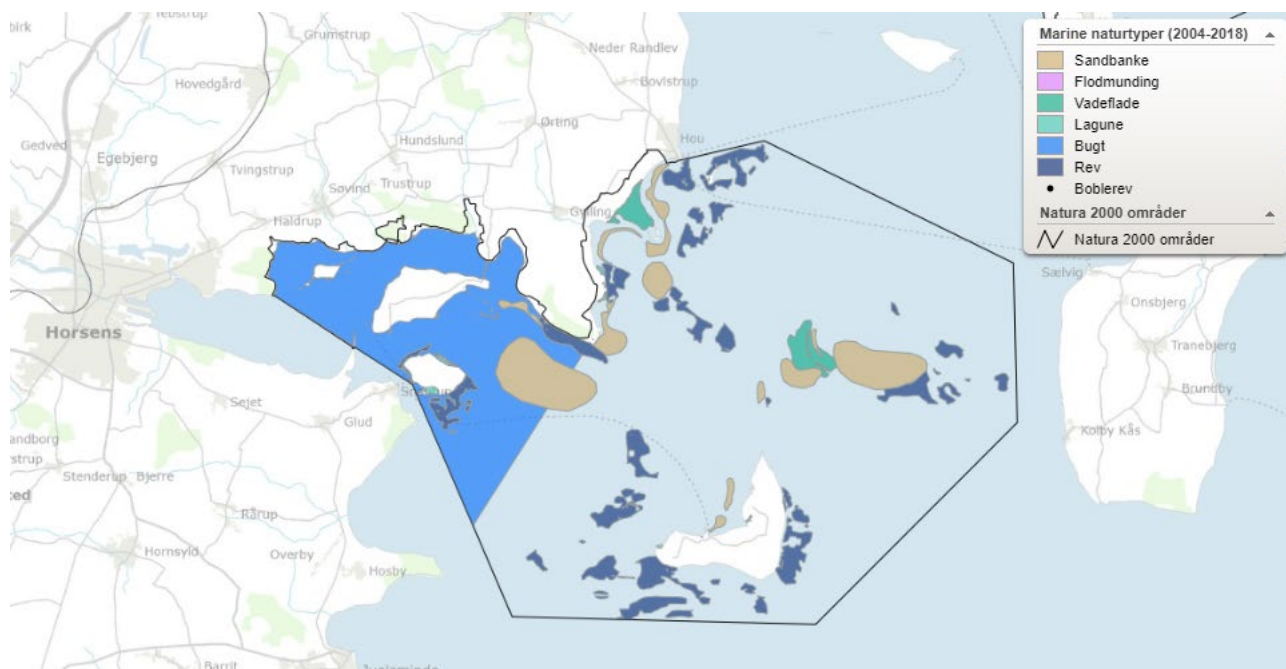 Tebstrup
Grumstrup
Neder Randlev
Hovedgård
Bovlstrup
Ørting
Hou
Gedved
Hundslund
Egebjerg
Tvingstrup
Søvind
Trustrup
Gylling
Haldrup
Sælvig
Onsbjerg
Horsens
Tranebjerg
Brundby
Sejet
Glud
Kolby Kås
Stenderup
Bjerre
Rårup
Hornsyld
Overby
Hosby
Barrit
Marine naturtyper (2004-2018)
Sandbanke
Flodmunding
Vadeflade
Lagune
Bugt
Rev
Boblerev
Natura 2000 områder
Natura 2000 områder